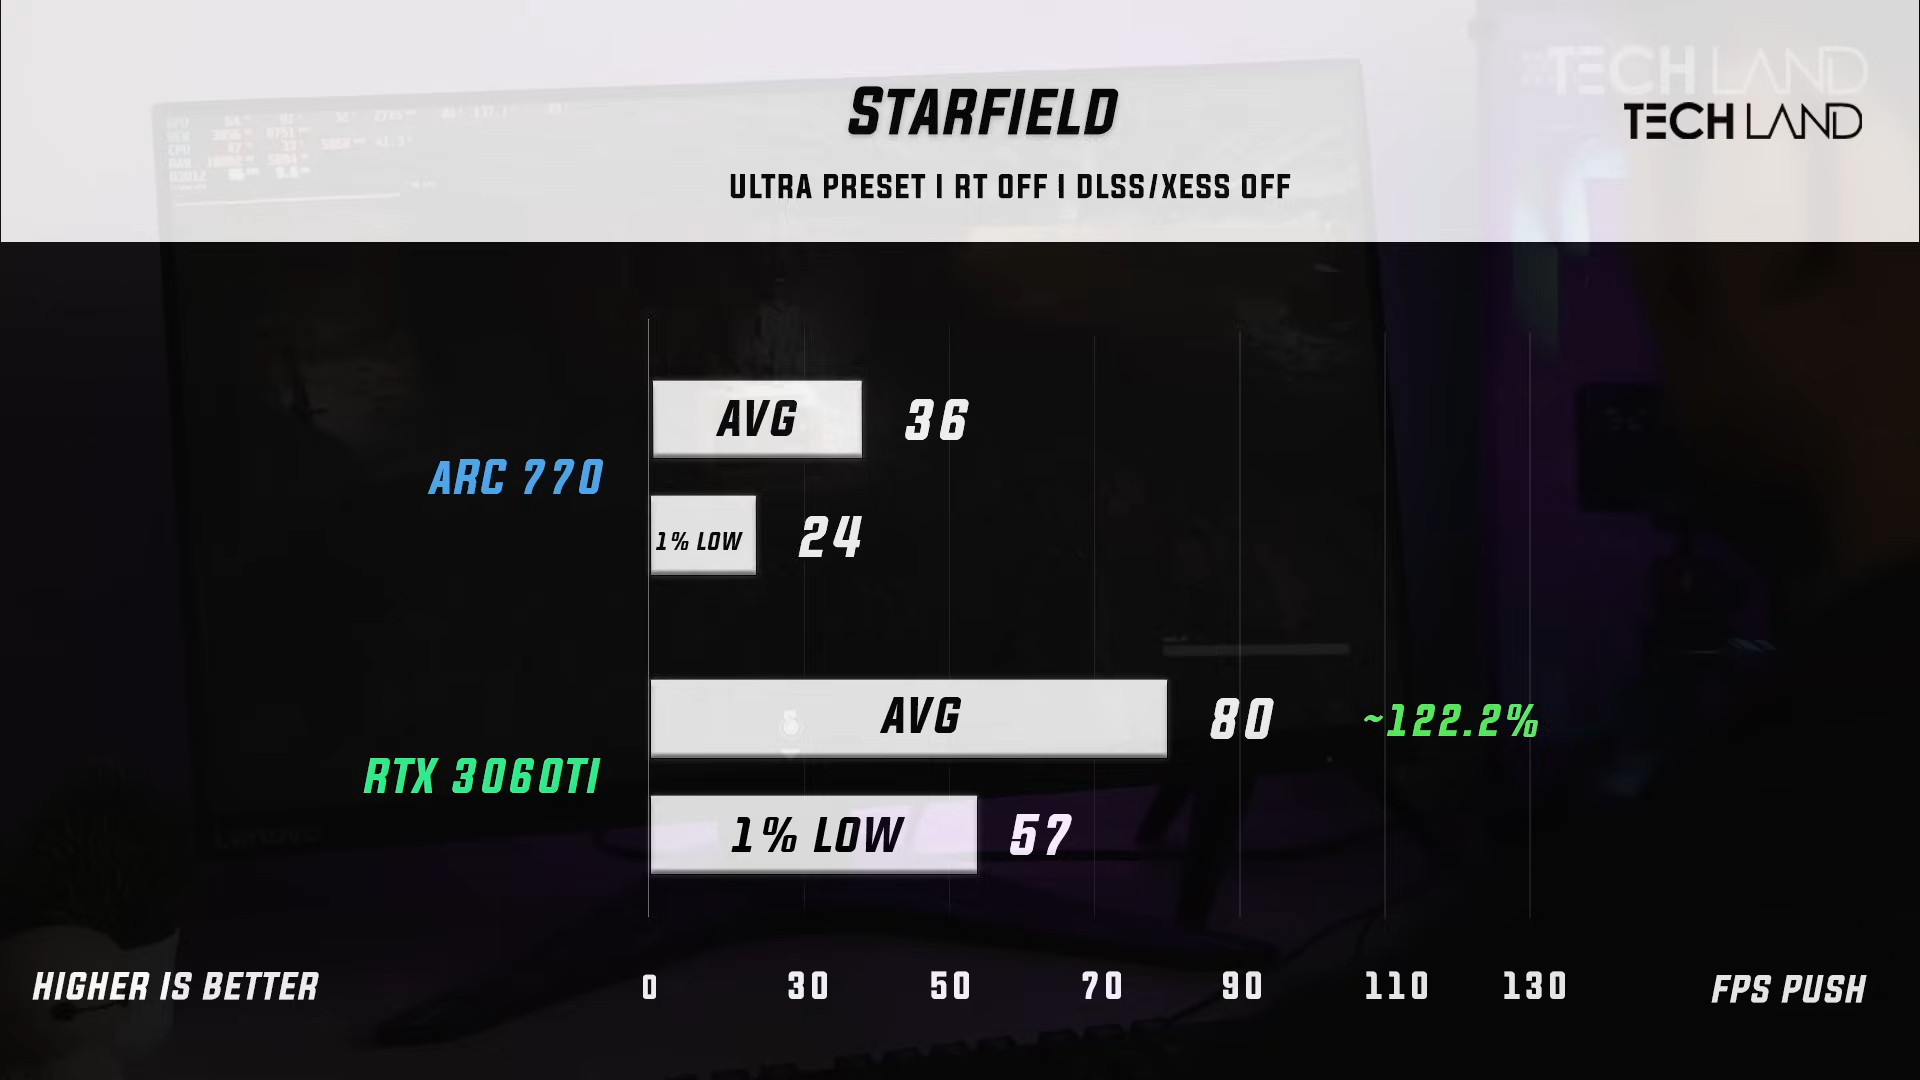 TECH LAND
STARFIELD
TECH LAND
ULTRA PRESET | RT OFF | DLSS/XESS OFF
AVG 36
ARC 770
1% LOW 24
AVG 80 ~122.2%
RTX 3060TI
1% LOW 57
HIGHER IS BETTER 0 30 50 70 90 110 130 FPS PUSH